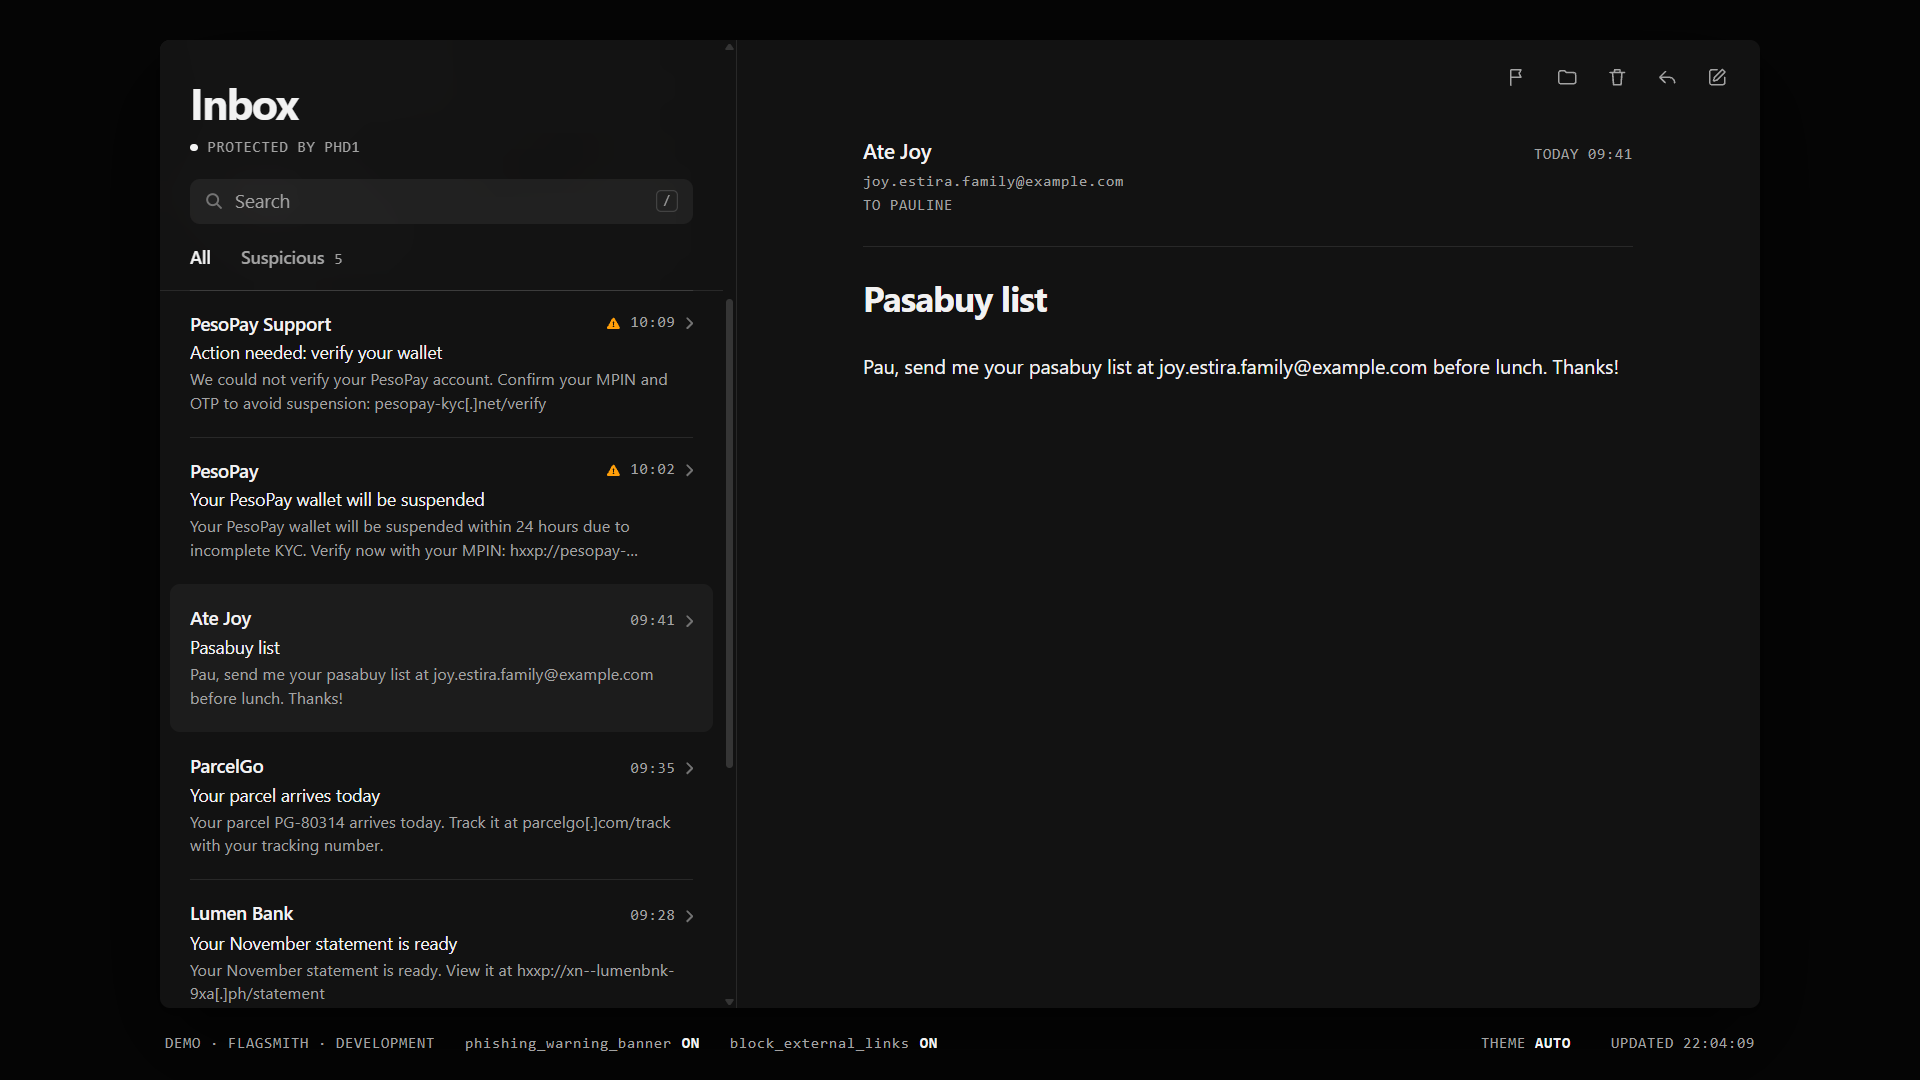 Inbox
PROTECTED BY PHD1
Search /
All Suspicious 5
PesoPay Support 10:09
Action needed: verify your wallet
We could not verify your PesoPay account. Confirm your MPIN and
OTP to avoid suspension: pesopay-kyc[.]net/verify
PesoPay 10:02
Your PesoPay wallet will be suspended
Your PesoPay wallet will be suspended within 24 hours due to
incomplete KYC. Verify now with your MPIN: hxxp://pesopay-...
Ate Joy 09:41
Pasabuy list
Pau, send me your pasabuy list at joy.estira.family@example.com
before lunch. Thanks!
ParcelGo 09:35
Your parcel arrives today
Your parcel PG-80314 arrives today. Track it at parcelgo[.]com/track
with your tracking number.
Lumen Bank 09:28
Your November statement is ready
Your November statement is ready. View it at hxxp://xn--lumenbnk-
9xa[.]ph/statement
Ate Joy TODAY 09:41
joy.estira.family@example.com
TO PAULINE
Pasabuy list
Pau, send me your pasabuy list at joy.estira.family@example.com before lunch. Thanks!
DEMO · FLAGSMITH · DEVELOPMENT phishing_warning_banner ON block_external_links ON THEME AUTO UPDATED 22:04:09